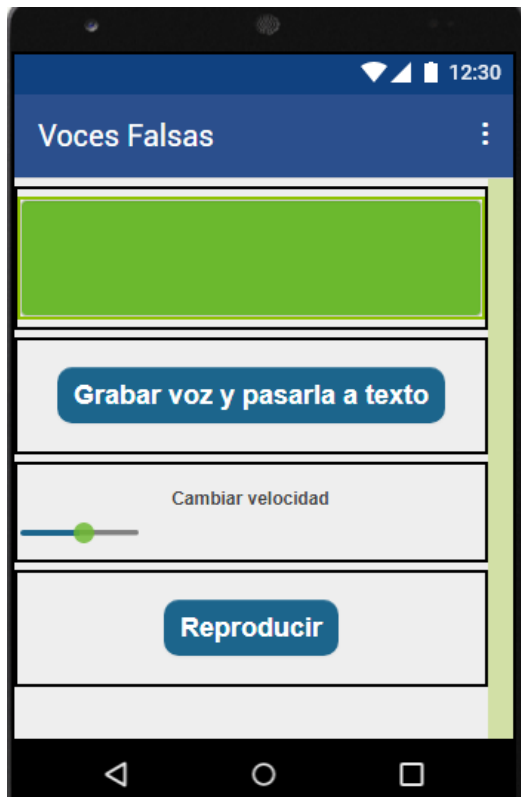 12:30
Voces Falsas
Grabar voz y pasarla a texto
Cambiar velocidad
Reproducir